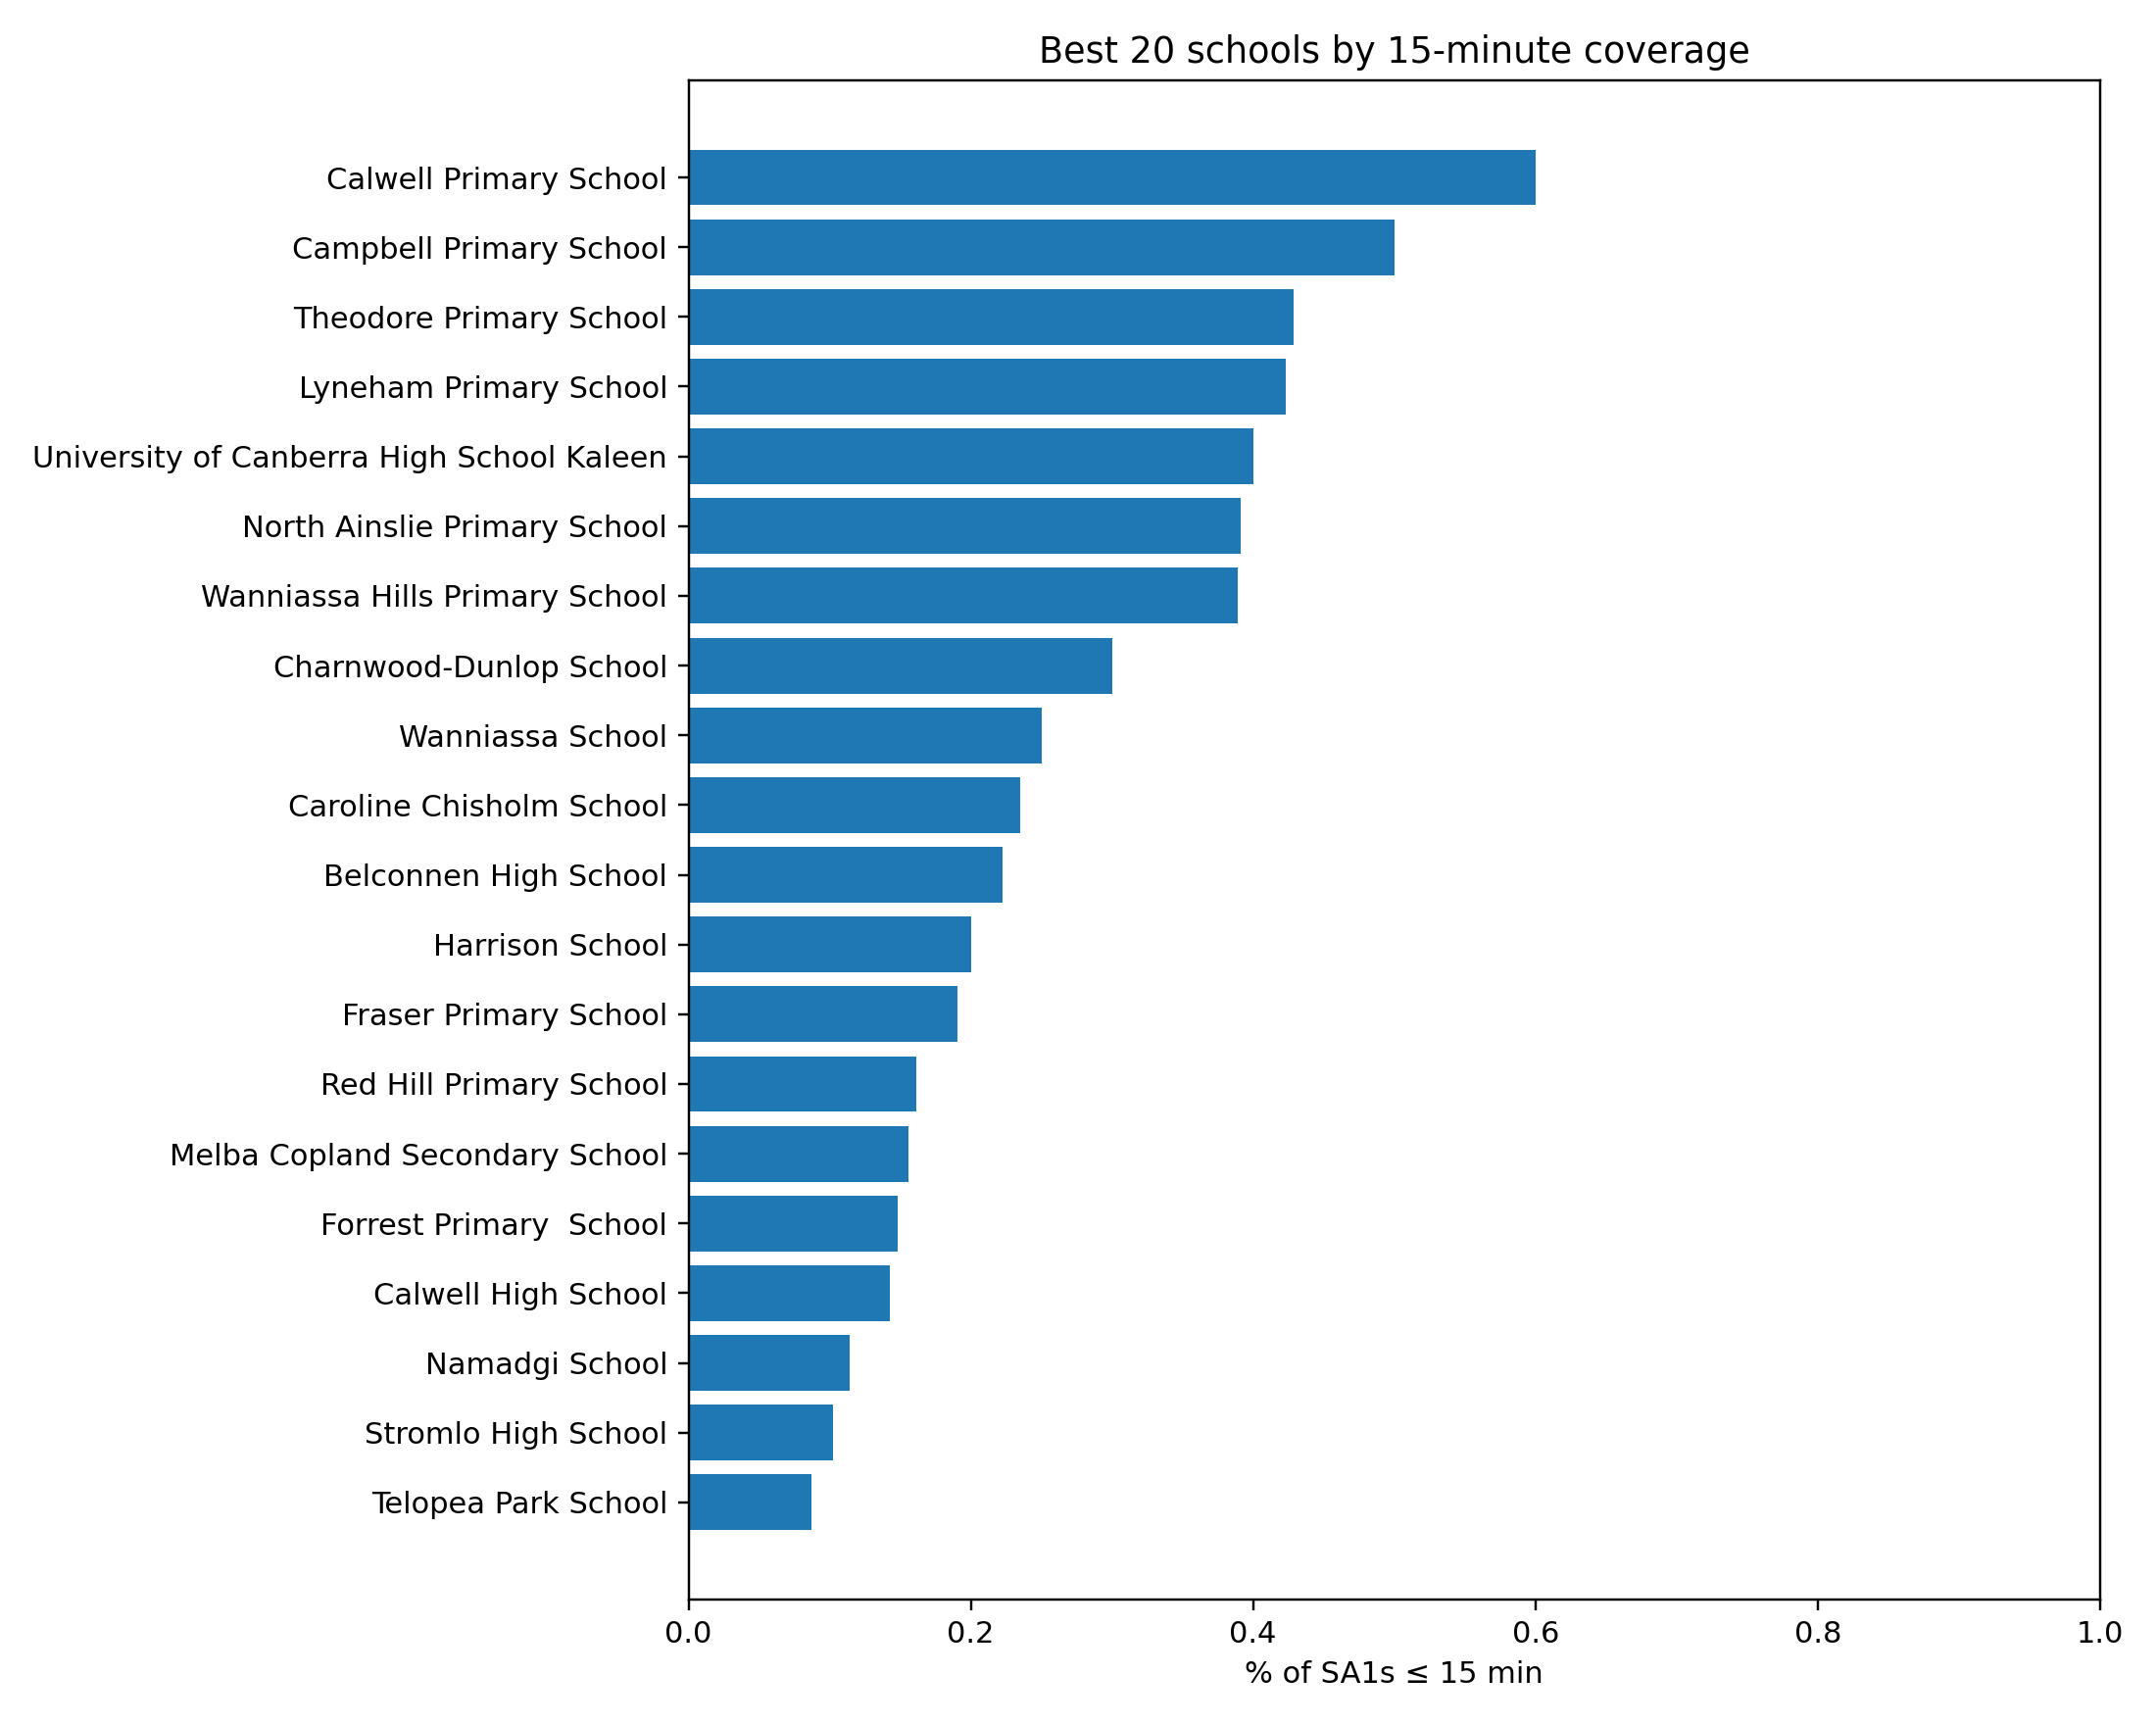 Best 20 schools by 15-minute coverage
Calwell Primary School
Campbell Primary School
Theodore Primary School
Lyneham Primary School
University of Canberra High School Kaleen
North Ainslie Primary School
Wanniassa Hills Primary School
Charnwood-Dunlop School
Wanniassa School
Caroline Chisholm School
Belconnen High School
Harrison School
Fraser Primary School
Red Hill Primary School
Melba Copland Secondary School
Forrest Primary  School
Calwell High School
Namadgi School
Stromlo High School
Telopea Park School
0.0 0.2 0.4 0.6 0.8 1.0
% of SA1s ≤ 15 min